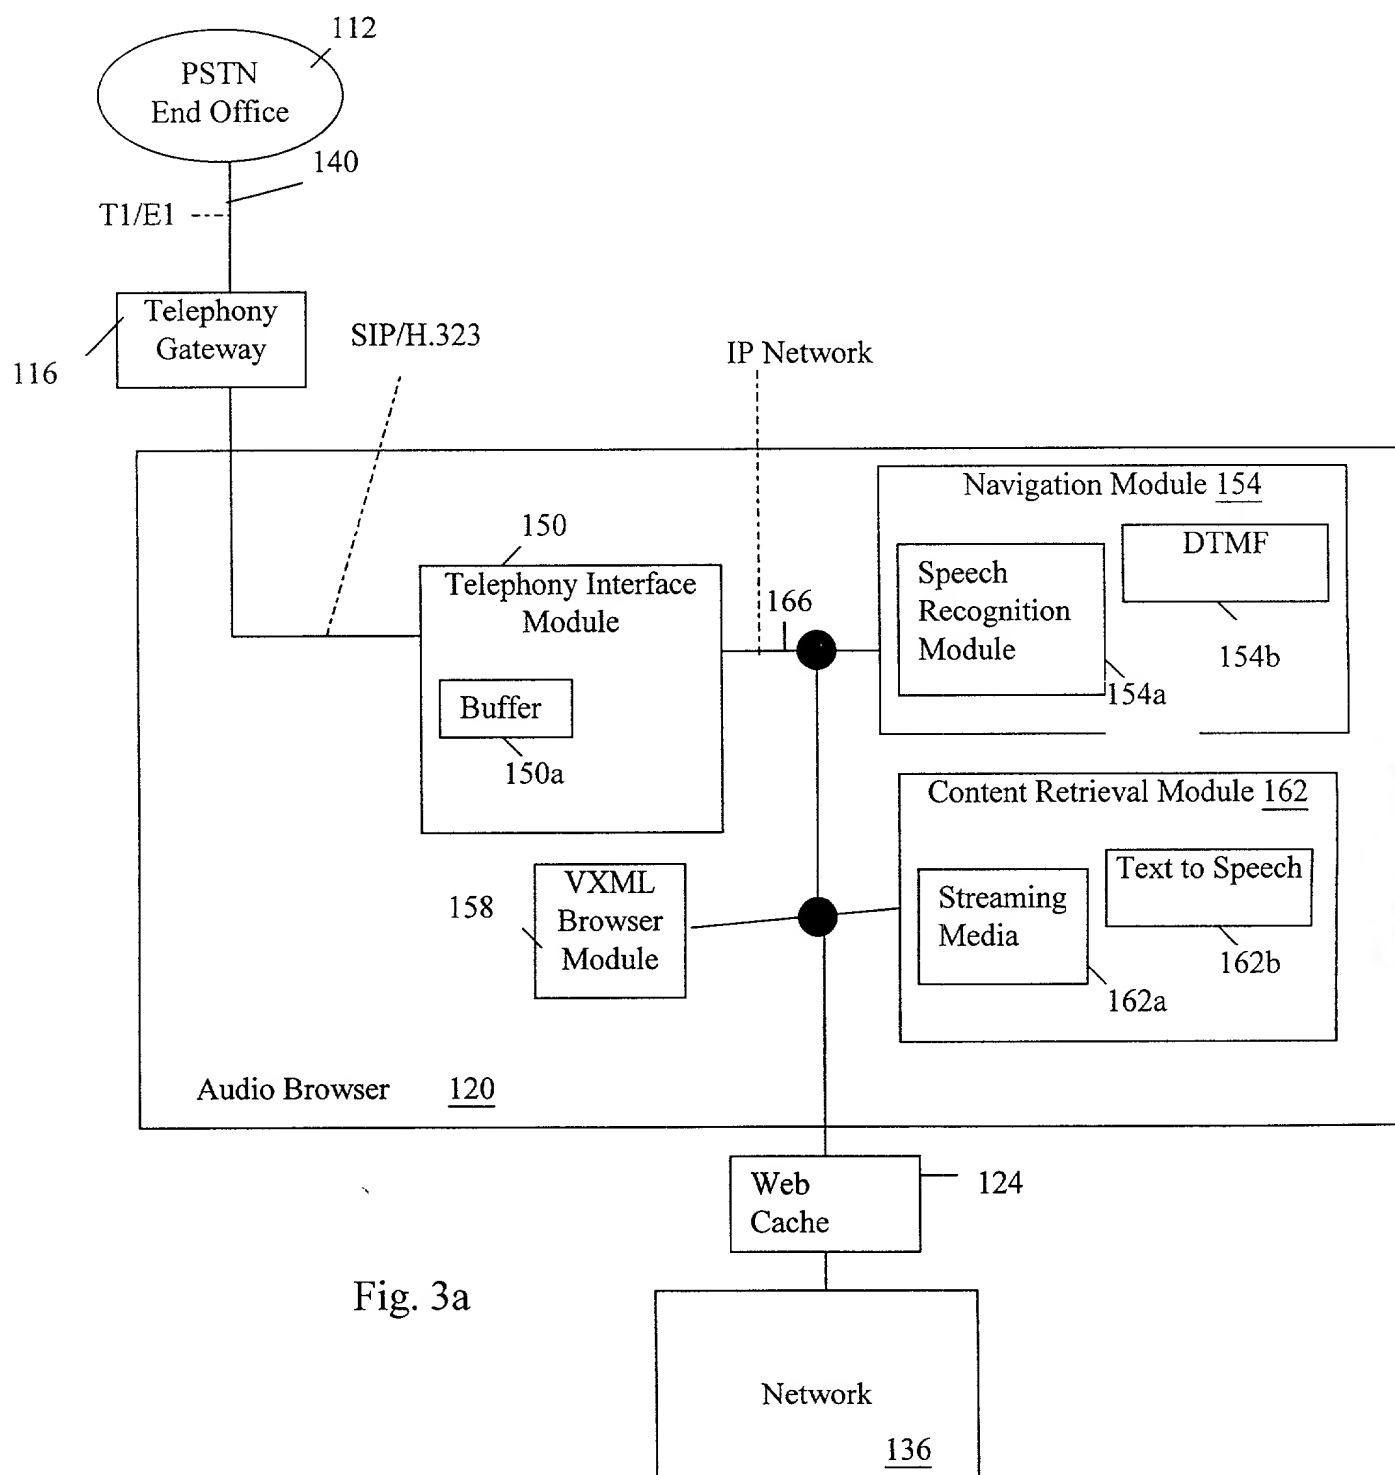 112
PSTN
End Office
140
T1/E1
Telephony
Gateway
116
SIP/H.323
IP Network
Navigation Module 154
150
DTMF
Speech
Recognition
Module
Telephony Interface
Module
166
154b
154a
Buffer
150a
Content Retrieval Module 162
Text to Speech
VXML
Browser
Module
158
Streaming
Media
162b
162a
Audio Browser 120
Web
Cache
124
Fig. 3a
Network
136